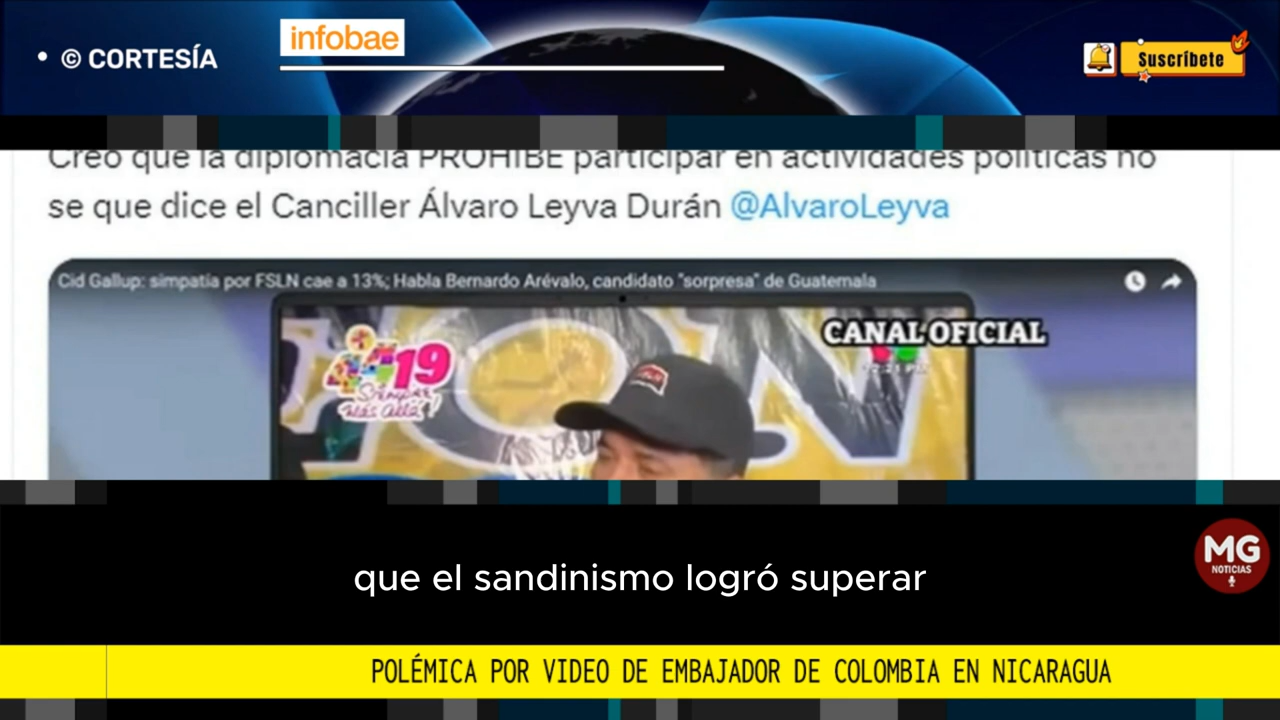 • © CORTESÍA
infobae
Suscríbete
Creo que la diplomacia PROHIBE participar en actividades políticas no
se que dice el Canciller Álvaro Leyva Durán @AlvaroLeyva
Cid Gallup: simpatía por FSLN cae a 13%; Habla Bernardo Arévalo, candidato "sorpresa" de Guatemala
CANAL OFICIAL
19
que el sandinismo logró superar
MG
NOTICIAS
POLÉMICA POR VIDEO DE EMBAJADOR DE COLOMBIA EN NICARAGUA